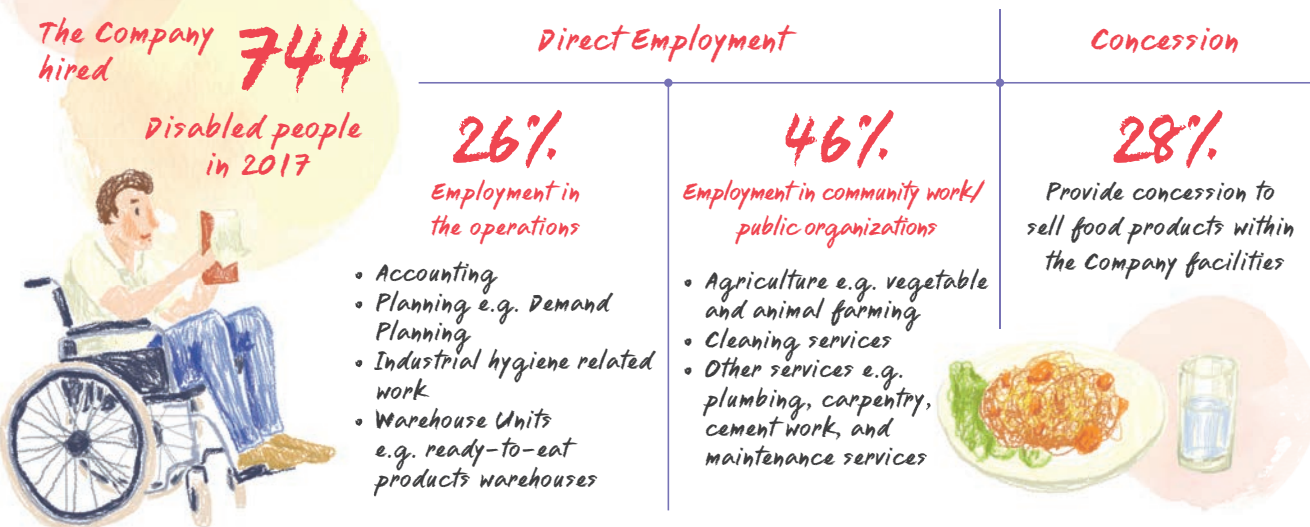 The Company
hired 744
Disabled people
in 2017
Direct Employment
26%
Employment in
the operations
• Accounting
• Planning e.g. Demand
Planning
• Industrial hygiene related
work
• Warehouse Units
e.g. ready-to-eat
products warehouses
46%
Employment in community work/
public organizations
• Agriculture e.g. vegetable
and animal farming
• Cleaning services
• Other services e.g.
plumbing, carpentry,
cement work, and
maintenance services
Concession
28%
Provide concession to
sell food products within
the Company facilities